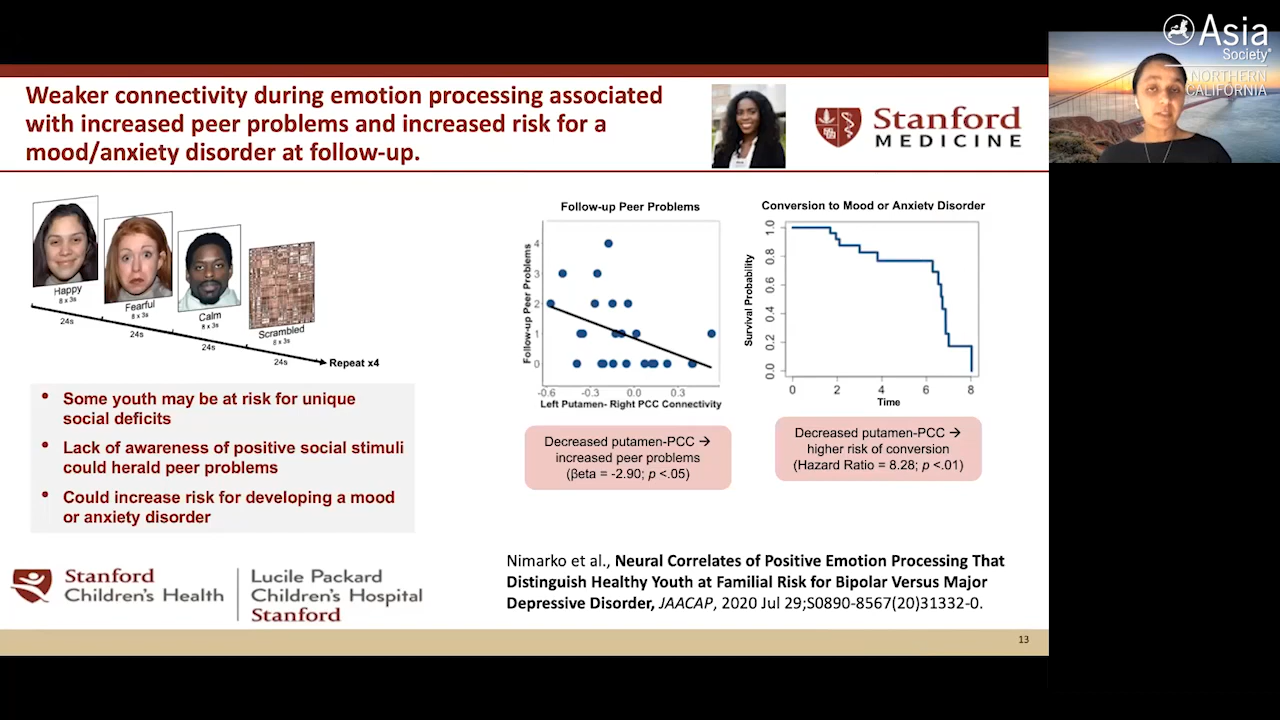 Weaker connectivity during emotion processing associated
with increased peer problems and increased risk for a
mood/anxiety disorder at follow-up.
Stanford
MEDICINE
Asia
Society
NORTHERN
CALIFORNIA
Happy
8 x 3s
Fearful
8 x 3s
Calm
8 x 3s
Scrambled
8 x 3s
24s
24s
24s
24s
Repeat x4
• Some youth may be at risk for unique
social deficits
• Lack of awareness of positive social stimuli
could herald peer problems
• Could increase risk for developing a mood
or anxiety disorder
Follow-up Peer Problems
Follow-up Peer Problems
4
3
2
1
0
-0.6 -0.3 0.0 0.3
Left Putamen- Right PCC Connectivity
Decreased putamen-PCC →
increased peer problems
(βeta = -2.90; p <.05)
Conversion to Mood or Anxiety Disorder
Survival Probability
1.0
0.8
0.6
0.4
0.2
0.0
0 2 4 6 8
Time
Decreased putamen-PCC →
higher risk of conversion
(Hazard Ratio = 8.28; p <.01)
Stanford
Children's Health
Lucile Packard
Children's Hospital
Stanford
Nimarko et al., Neural Correlates of Positive Emotion Processing That
Distinguish Healthy Youth at Familial Risk for Bipolar Versus Major
Depressive Disorder, JAACAP, 2020 Jul 29;S0890-8567(20)31332-0.
13